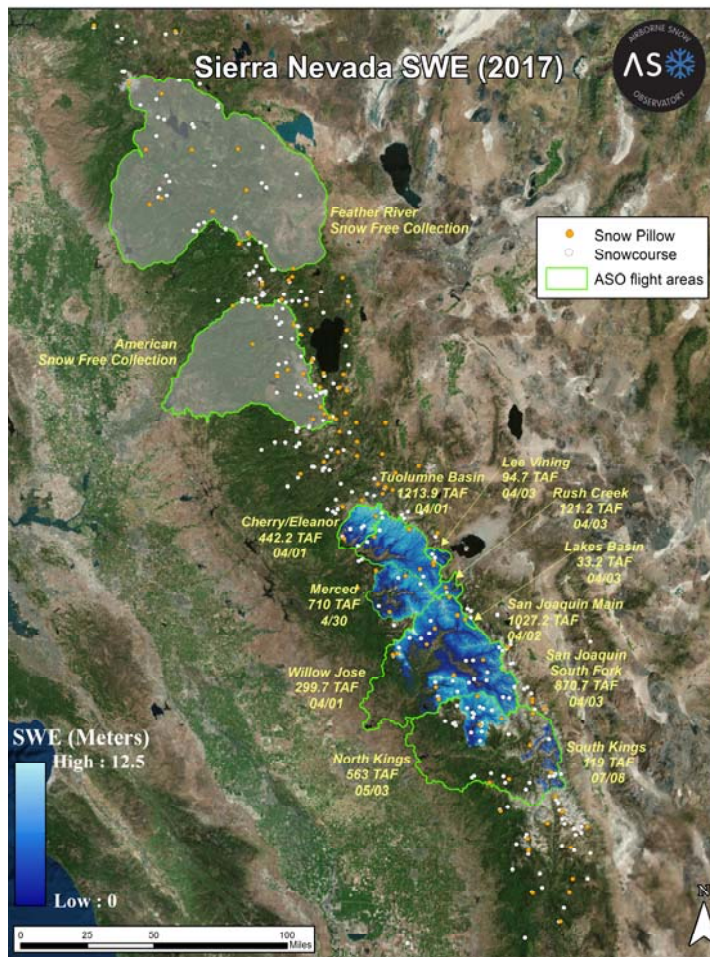 Sierra Nevada SWE (2017)
AIRBORNE SNOW
ASO
OBSERVATORY
Feather River
Snow Free Collection
Snow Pillow
Snowcourse
ASO flight areas
American
Snow Free Collection
Tuolumne Basin
1213.9 TAF
04/01
Lee Vining
94.7 TAF
04/03
Rush Creek
121.2 TAF
04/03
Cherry/Eleanor
442.2 TAF
04/01
Lakes Basin
33.2 TAF
04/03
Merced
710 TAF
4/30
San Joaquin Main
1027.2 TAF
04/02
Willow Jose
299.7 TAF
04/01
San Joaquin
South Fork
870.7 TAF
04/03
North Kings
563 TAF
05/03
South Kings
119 TAF
07/08
SWE (Meters)
High : 12.5
Low : 0
N
0 25 50 100
Miles